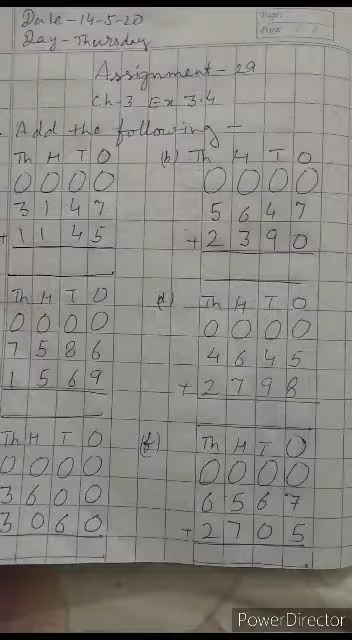 Date-14-5-20
Day-Thursday
Page:
Date: / /
Assignment-29
Ch-3 Ex 3.4
Add the following-
Th H T O
0 0 0 0
3 1 4 7
+ 1 1 4 5
(b) Th H T O
0 0 0 0
5 6 4 7
+ 2 3 9 0
Th H T O
0 0 0 0
7 5 8 6
1 5 6 9
(d) Th H T O
0 0 0 0
4 6 4 5
+ 2 7 9 8
Th H T O
0 0 0 0
3 6 0 0
3 0 6 0
(f) Th H T O
0 0 0 0
6 5 6 7
+ 2 7 0 5
PowerDirector